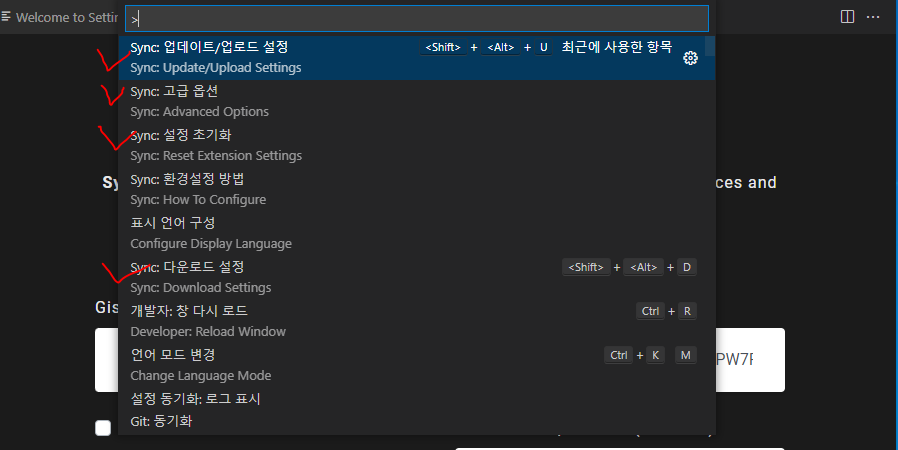 Welcome to Settin
>
Sync: 업데이트/업로드 설정 <Shift> + <Alt> + U 최근에 사용한 항목
Sync: Update/Upload Settings
Sync: 고급 옵션
Sync: Advanced Options
Sync: 설정 초기화
Sync: Reset Extension Settings
Sy
Sync: 환경설정 방법
ces and
Sync: How To Configure
표시 언어 구성
Configure Display Language
Sync: 다운로드 설정 <Shift> + <Alt> + D
Sync: Download Settings
Gis
개발자: 창 다시 로드 Ctrl + R
Developer: Reload Window
언어 모드 변경 Ctrl + K M
PW7F
Change Language Mode
설정 동기화: 로그 표시
Git: 동기화